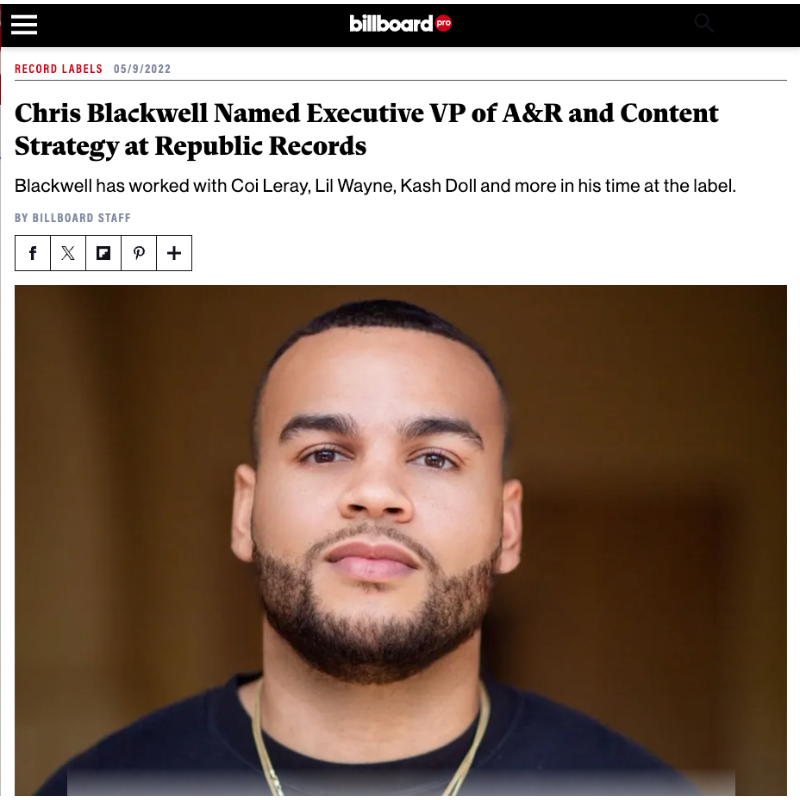 billboard pro
RECORD LABELS 05/9/2022
Chris Blackwell Named Executive VP of A&R and Content
Strategy at Republic Records
Blackwell has worked with Coi Leray, Lil Wayne, Kash Doll and more in his time at the label.
BY BILLBOARD STAFF